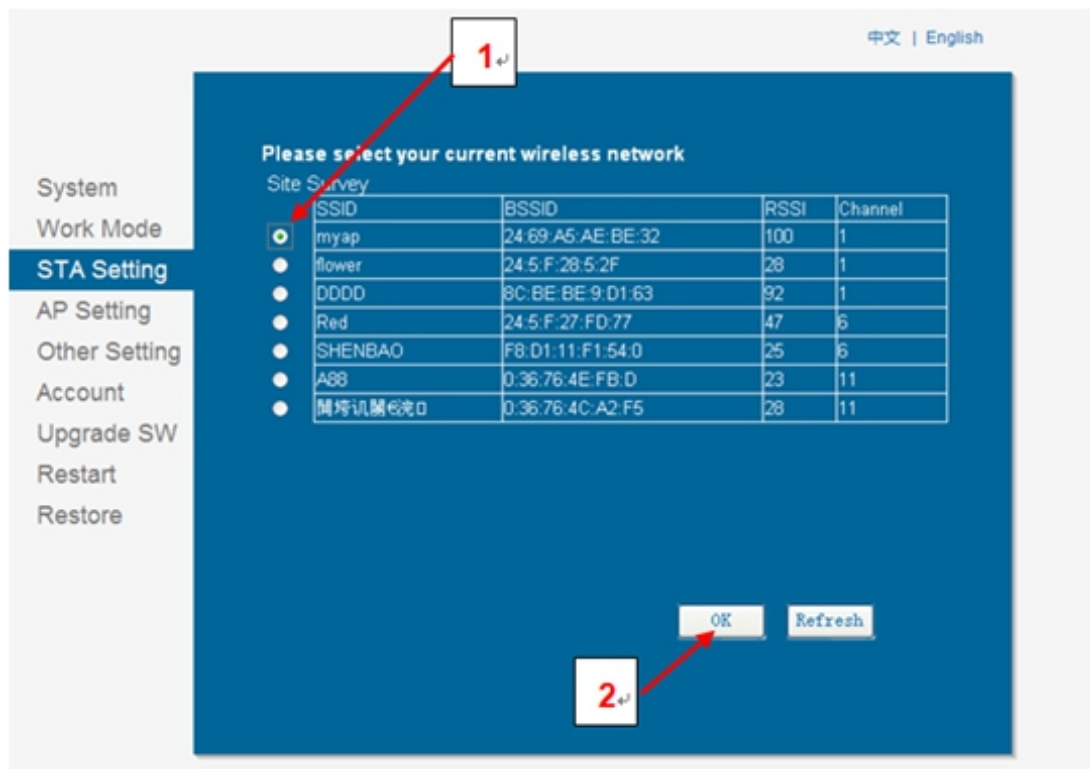 中文 | English
1
Please select your current wireless network
Site Survey
System
Work Mode
STA Setting
AP Setting
Other Setting
Account
Upgrade SW
Restart
Restore
SSID BSSID RSSI Channel
myap 24:69:A5:AE:BE:32 100 1
flower 24:5:F:28:5:2F 28 1
DDDD 8C:BE:BE:9:D1:63 92 1
Red 24:5:F:27:FD:77 47 6
SHENBAO F8:D1:11:F1:54:0 25 6
A88 0:36:76:4E:FB:D 23 11
0:36:76:4C:A2:F5 28 11
OK Refresh
2